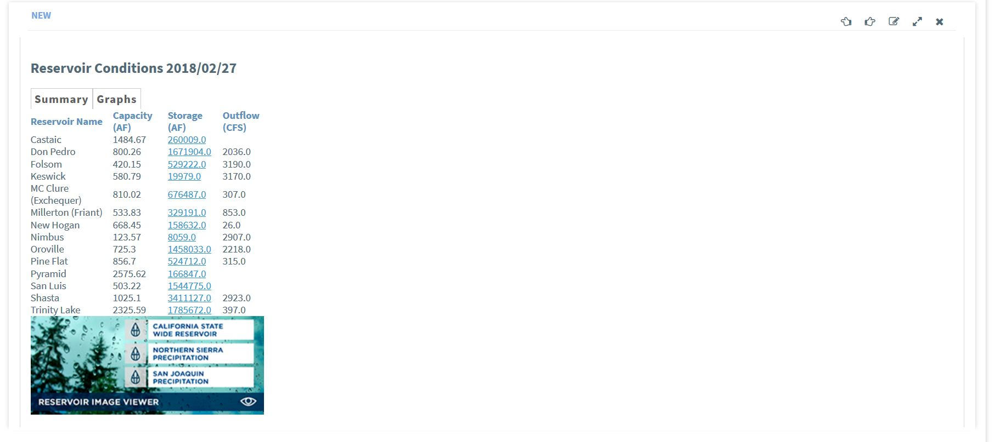 NEW
Reservoir Conditions 2018/02/27
Summary Graphs
Reservoir Name Capacity (AF) Storage (AF) Outflow (CFS)
Castaic 1484.67 260009.0
Don Pedro 800.26 1671904.0 2036.0
Folsom 420.15 529222.0 3190.0
Keswick 580.79 19979.0 3170.0
MC Clure (Exchequer) 810.02 676487.0 307.0
Millerton (Friant) 533.83 329191.0 853.0
New Hogan 668.45 158632.0 26.0
Nimbus 123.57 8059.0 2907.0
Oroville 725.3 1458033.0 2218.0
Pine Flat 856.7 524712.0 315.0
Pyramid 2575.62 166847.0
San Luis 503.22 1544775.0
Shasta 1025.1 3411127.0 2923.0
Trinity Lake 2325.59 1785672.0 397.0
CALIFORNIA STATE
WIDE RESERVOIR
NORTHERN SIERRA
PRECIPITATION
SAN JOAQUIN
PRECIPITATION
RESERVOIR IMAGE VIEWER